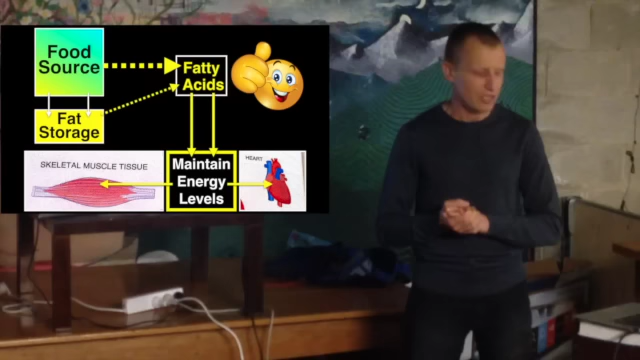 Food
Source
Fatty
Acids
Fat
Storage
SKELETAL MUSCLE TISSUE
Maintain
Energy
Levels
HEART